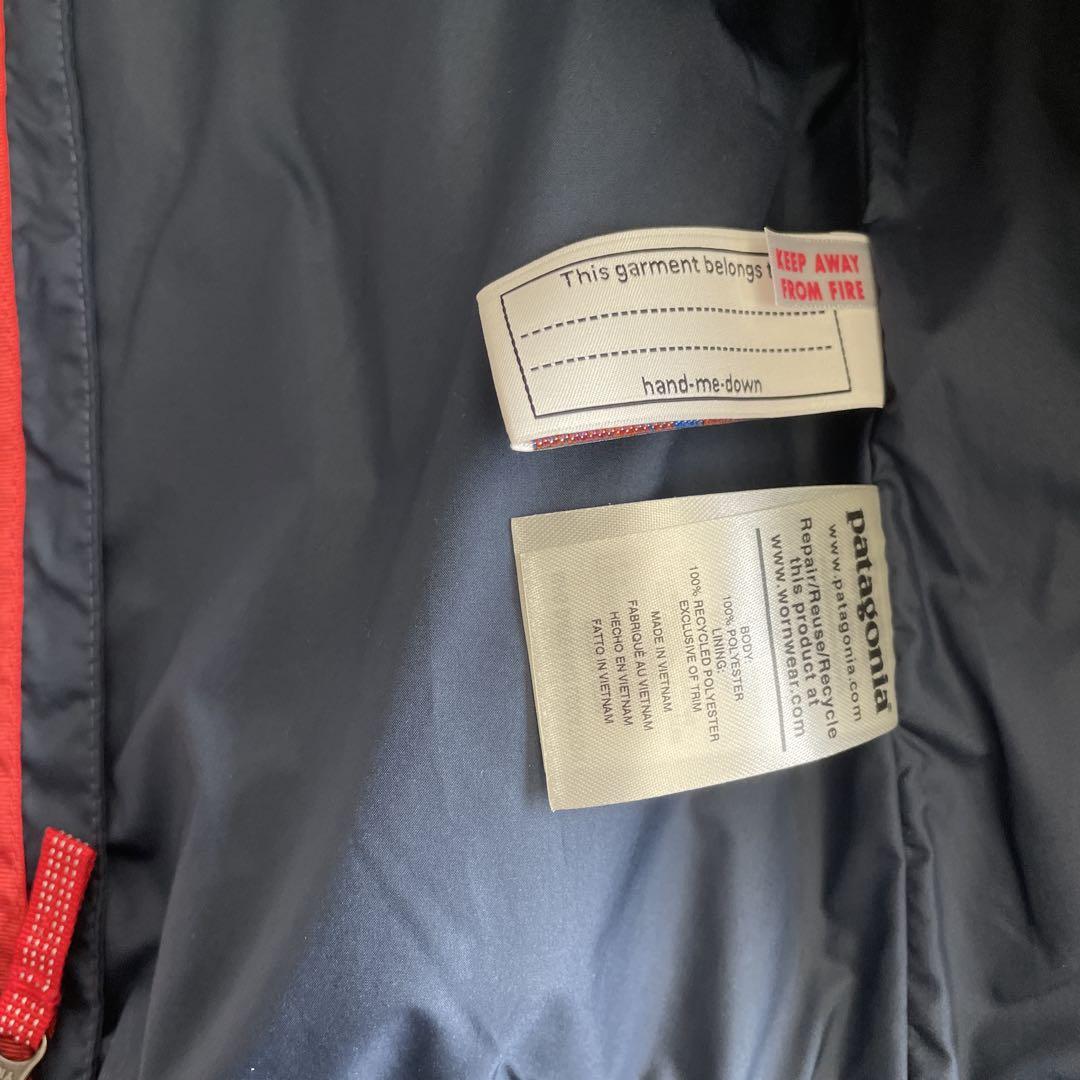 This garment belongs
KEEP AWAY
FROM FIRE
hand-me-down
patagonia®
www.patagonia.com
Repair/Reuse/Recycle
this product at
www.wornwear.com
BODY:
100% POLYESTER
LINING:
100% RECYCLED POLYESTER
EXCLUSIVE OF TRIM
MADE IN VIETNAM
FABRIQUÉ AU VIETNAM
HECHO EN VIETNAM
FATTO IN VIETNAM